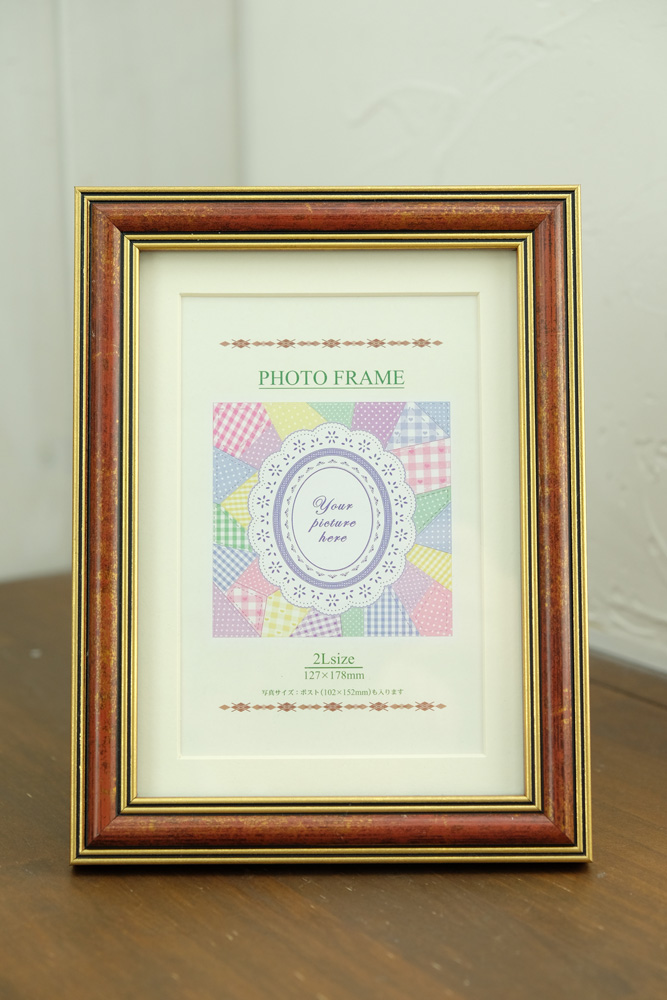 PHOTO FRAME
Your
picture
here
2Lsize
127×178mm
写真サイズ：ポスト(102×152mm)も入ります